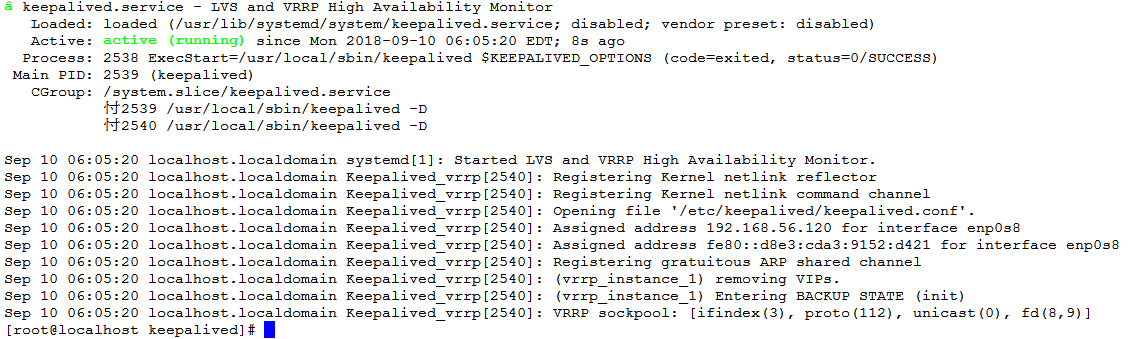 â keepalived.service - LVS and VRRP High Availability Monitor
   Loaded: loaded (/usr/lib/systemd/system/keepalived.service; disabled; vendor preset: disabled)
   Active: active (running) since Mon 2018-09-10 06:05:20 EDT; 8s ago
  Process: 2538 ExecStart=/usr/local/sbin/keepalived $KEEPALIVED_OPTIONS (code=exited, status=0/SUCCESS)
 Main PID: 2539 (keepalived)
   CGroup: /system.slice/keepalived.service
           忖2539 /usr/local/sbin/keepalived -D
           忖2540 /usr/local/sbin/keepalived -D
Sep 10 06:05:20 localhost.localdomain systemd[1]: Started LVS and VRRP High Availability Monitor.
Sep 10 06:05:20 localhost.localdomain Keepalived_vrrp[2540]: Registering Kernel netlink reflector
Sep 10 06:05:20 localhost.localdomain Keepalived_vrrp[2540]: Registering Kernel netlink command channel
Sep 10 06:05:20 localhost.localdomain Keepalived_vrrp[2540]: Opening file '/etc/keepalived/keepalived.conf'.
Sep 10 06:05:20 localhost.localdomain Keepalived_vrrp[2540]: Assigned address 192.168.56.120 for interface enp0s8
Sep 10 06:05:20 localhost.localdomain Keepalived_vrrp[2540]: Assigned address fe80::d8e3:cda3:9152:d421 for interface enp0s8
Sep 10 06:05:20 localhost.localdomain Keepalived_vrrp[2540]: Registering gratuitous ARP shared channel
Sep 10 06:05:20 localhost.localdomain Keepalived_vrrp[2540]: (vrrp_instance_1) removing VIPs.
Sep 10 06:05:20 localhost.localdomain Keepalived_vrrp[2540]: (vrrp_instance_1) Entering BACKUP STATE (init)
Sep 10 06:05:20 localhost.localdomain Keepalived_vrrp[2540]: VRRP sockpool: [ifindex(3), proto(112), unicast(0), fd(8,9)]
[root@localhost keepalived]#